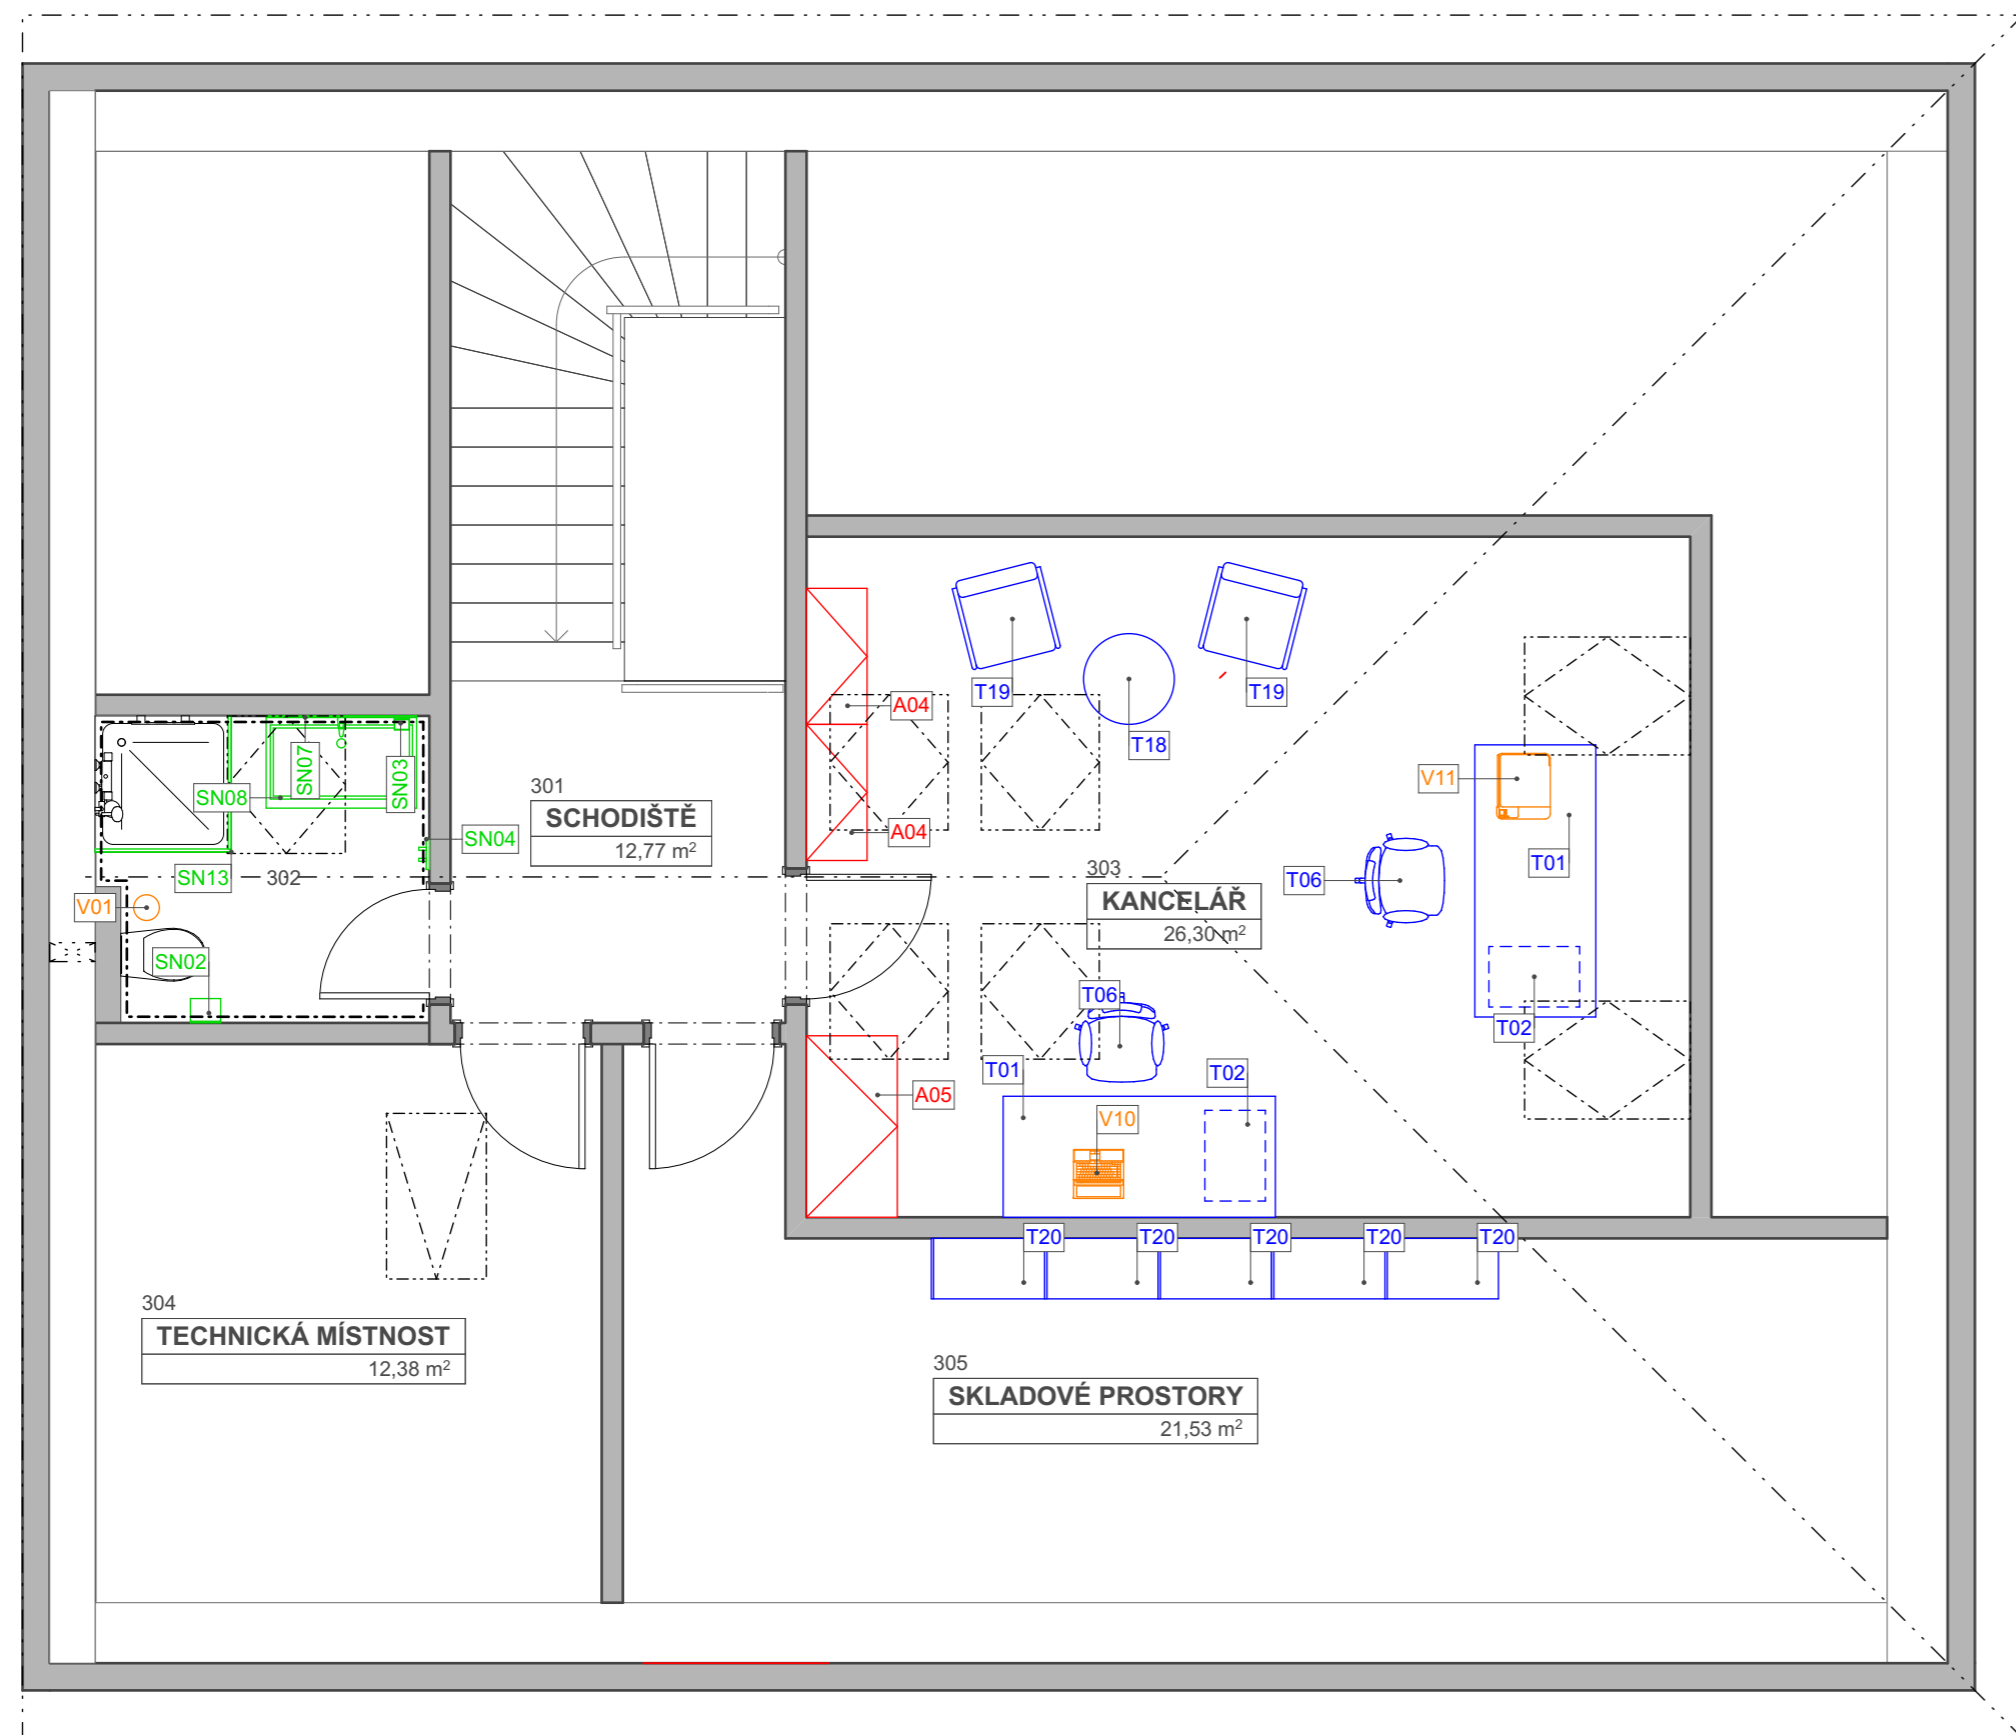 T19
T19
A04
T18
SN07
SN03
V11
SN08
301
SCHODIŠTĚ
12,77 m²
A04
SN04
T01
303
SN13
302
T06
KANCELÁŘ
26,30 m²
V01
SN02
T06
T02
T01
T02
A05
V10
T20
T20
T20
T20
T20
304
TECHNICKÁ MÍSTNOST
12,38 m²
305
SKLADOVÉ PROSTORY
21,53 m²